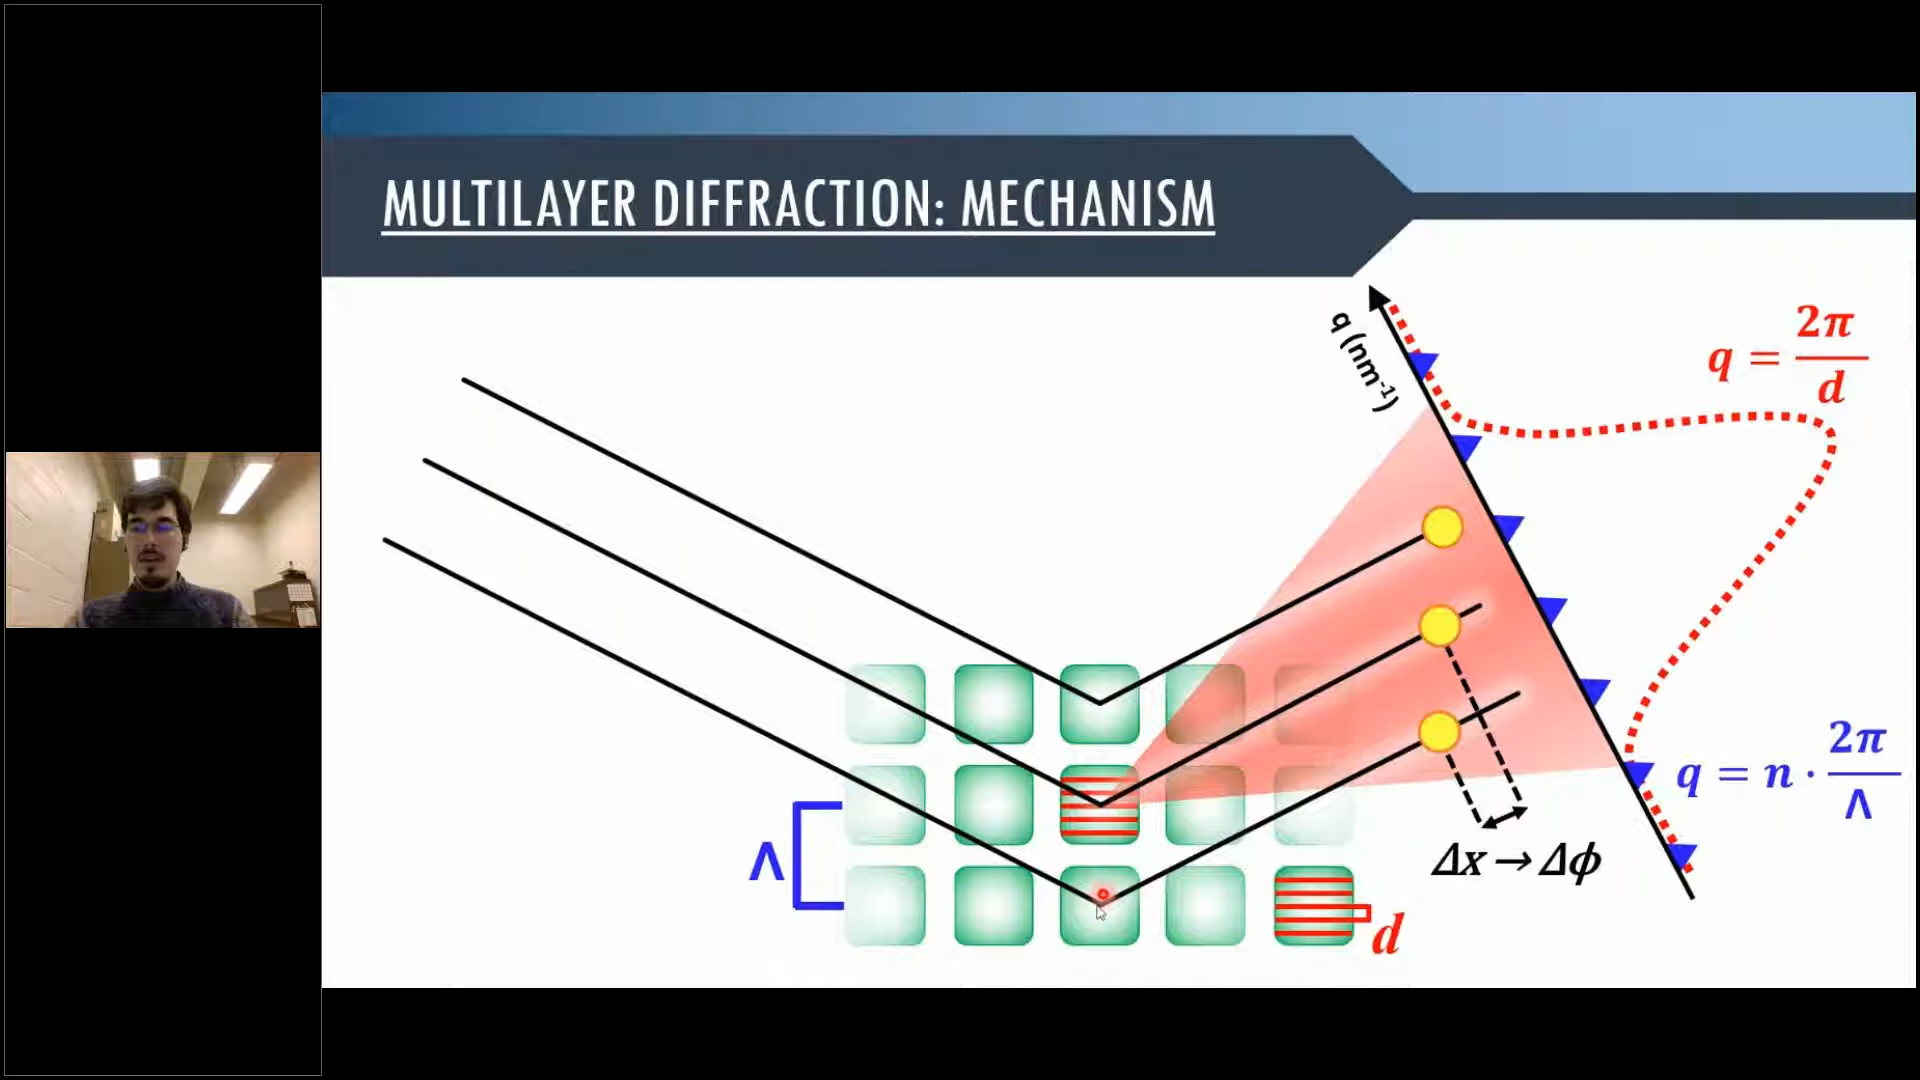 MULTILAYER DIFFRACTION: MECHANISM
q (nm⁻¹)
q = 2π/d
q = n · 2π/Λ
Λ
Δx → Δϕ
d